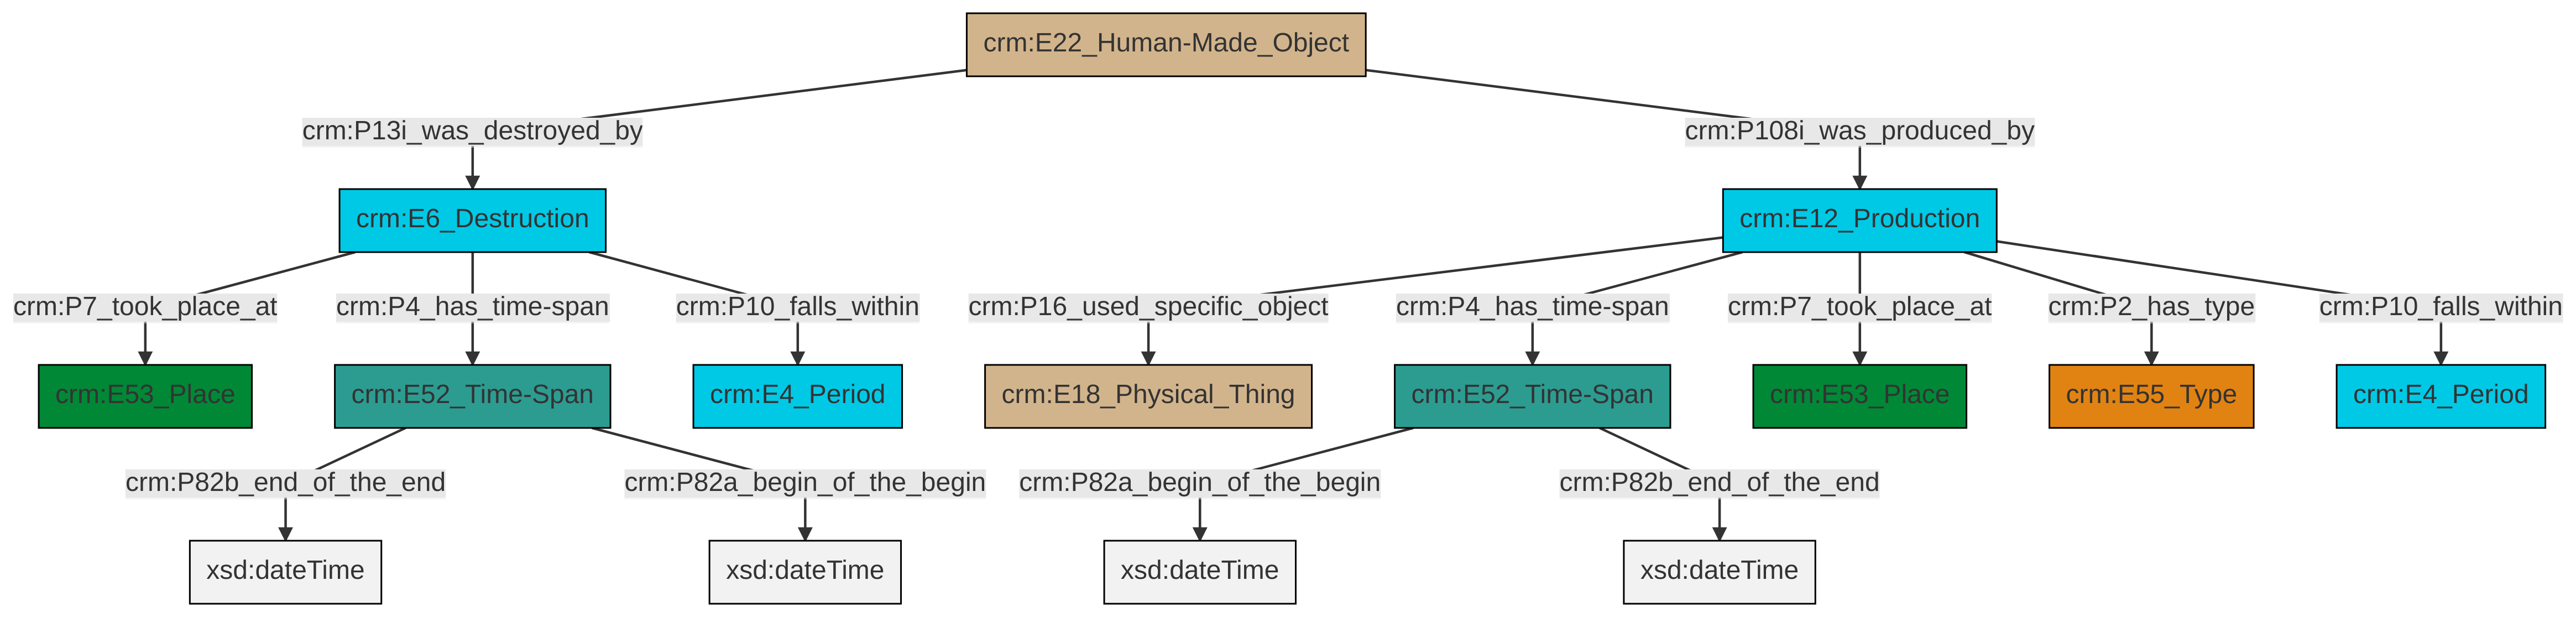 crm:E22_Human-Made_Object
crm:P13i_was_destroyed_by
crm:P108i_was_produced_by
crm:E6_Destruction
crm:E12_Production
crm:P7_took_place_at
crm:P4_has_time-span
crm:P10_falls_within
crm:P16_used_specific_object
crm:P4_has_time-span
crm:P7_took_place_at
crm:P2_has_type
crm:P10_falls_within
crm:E53_Place
crm:E52_Time-Span
crm:E4_Period
crm:E18_Physical_Thing
crm:E52_Time-Span
crm:E53_Place
crm:E55_Type
crm:E4_Period
crm:P82b_end_of_the_end
crm:P82a_begin_of_the_begin
crm:P82a_begin_of_the_begin
crm:P82b_end_of_the_end
xsd:dateTime
xsd:dateTime
xsd:dateTime
xsd:dateTime